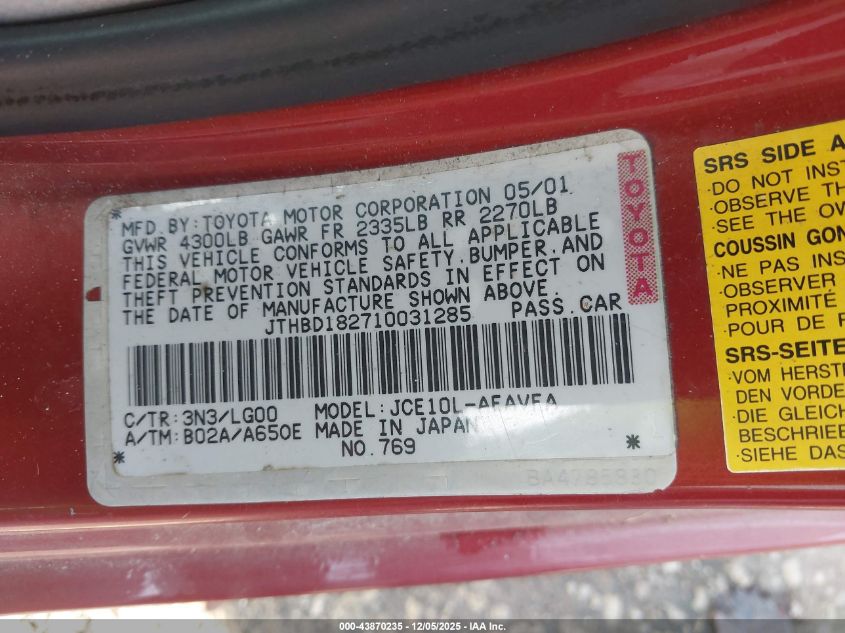 MFD.BY:TOYOTA MOTOR CORPORATION 05/01
GVWR 4300LB GAWR FR 2335LB RR 2270LB
THIS VEHICLE CONFORMS TO ALL APPLICABLE
FEDERAL MOTOR VEHICLE SAFETY,BUMPER,AND
THEFT PREVENTION STANDARDS IN EFFECT ON
THE DATE OF MANUFACTURE SHOWN ABOVE.
JTHBD182710031285 PASS.CAR
C/TR:3N3/LG00 MODEL:JCE10L-AEAVFA
A/TM:B02A/A650E MADE IN JAPAN
NO.769
TOYOTA
SRS SIDE A
·DO NOT INST
·OBSERVE TH
·SEE THE OW
COUSSIN GON
·NE PAS INS
·OBSERVER
PROXIMITÉ
·POUR DE
SRS-SEITE
·VOM HERST
DEN VORDE
·DIE GLEICH
BESCHRIEB
·SIEHE DAS
000-43870235 - 12/05/2025 - IAA Inc.